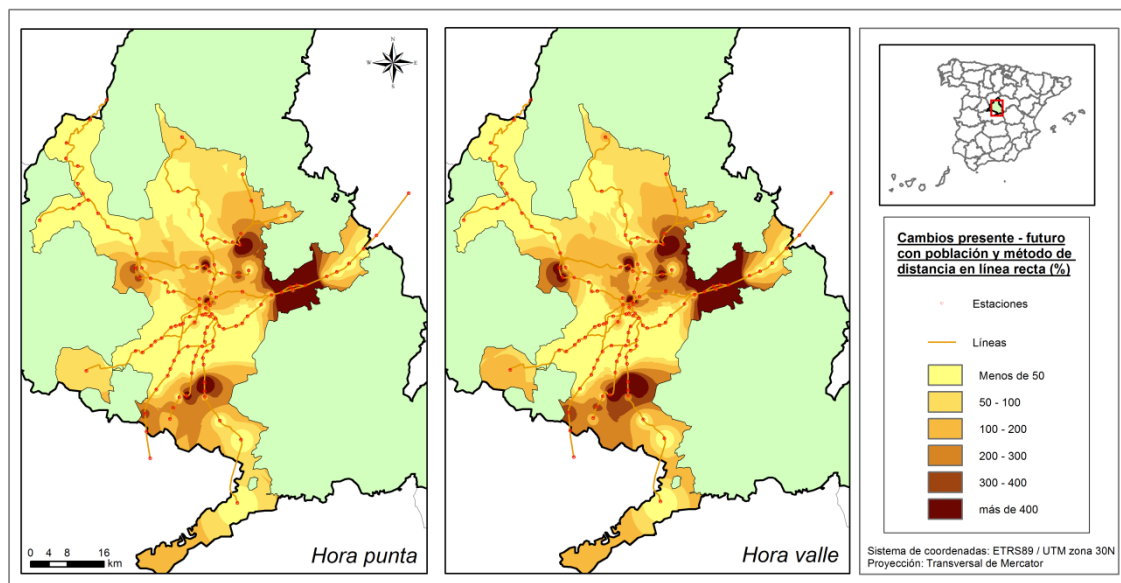 N
W E
S
0 4 8 16
km
Hora punta
Hora valle
Cambios presente - futuro
con población y método de
distancia en línea recta (%)
Estaciones
Líneas
Menos de 50
50 - 100
100 - 200
200 - 300
300 - 400
más de 400
Sistema de coordenadas: ETRS89 / UTM zona 30N
Proyección: Transversal de Mercator